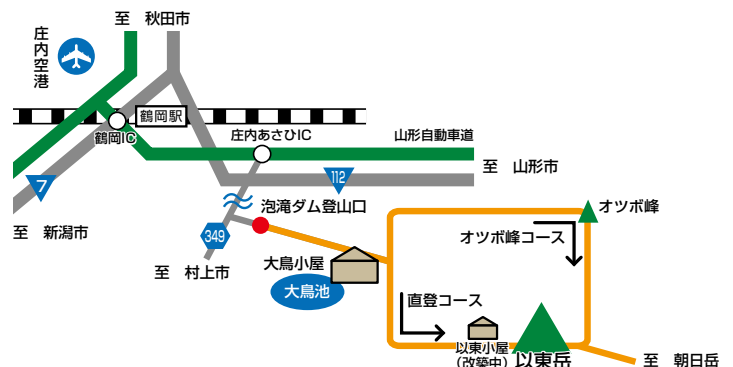 至 秋田市
庄内空港
鶴岡駅
鶴岡IC
庄内あさひIC
山形自動車道
至 山形市
7
112
至 新潟市
泡滝ダム登山口
349
至 村上市
オツボ峰
オツボ峰コース
大鳥小屋
大鳥池
直登コース
以東小屋
(改築中)
以東岳
至 朝日岳